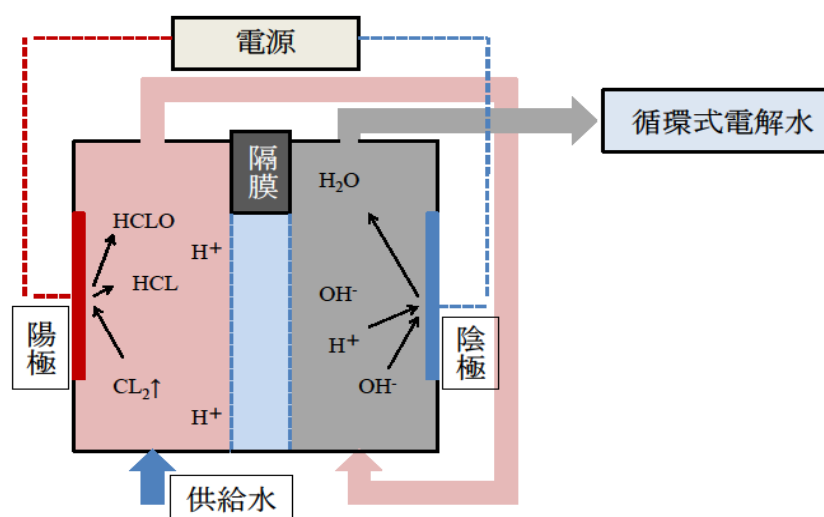 電源
循環式電解水
隔膜
H₂O
HCLO
H⁺
HCL
OH⁻
陽極
H⁺
陰極
CL₂↑
OH⁻
H⁺
供給水